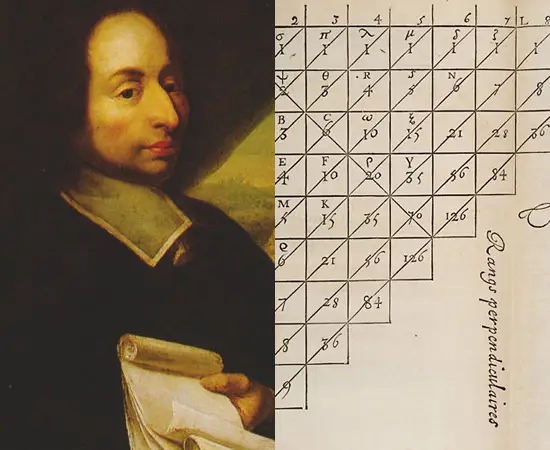 2 3 4 5 6 7 L 8
σ π λ μ δ ζ
1 1 1 1 1 1 1
ψ θ R S N
2 3 4 5 6 7 8
B C ω ξ
3 6 10 15 21 28 36
E F ρ Y
4 10 20 35 56 84
M K
5 15 35 70 126
Q
6 21 56 126
7 28 84
8 36
9
Rangs perpendiculaires